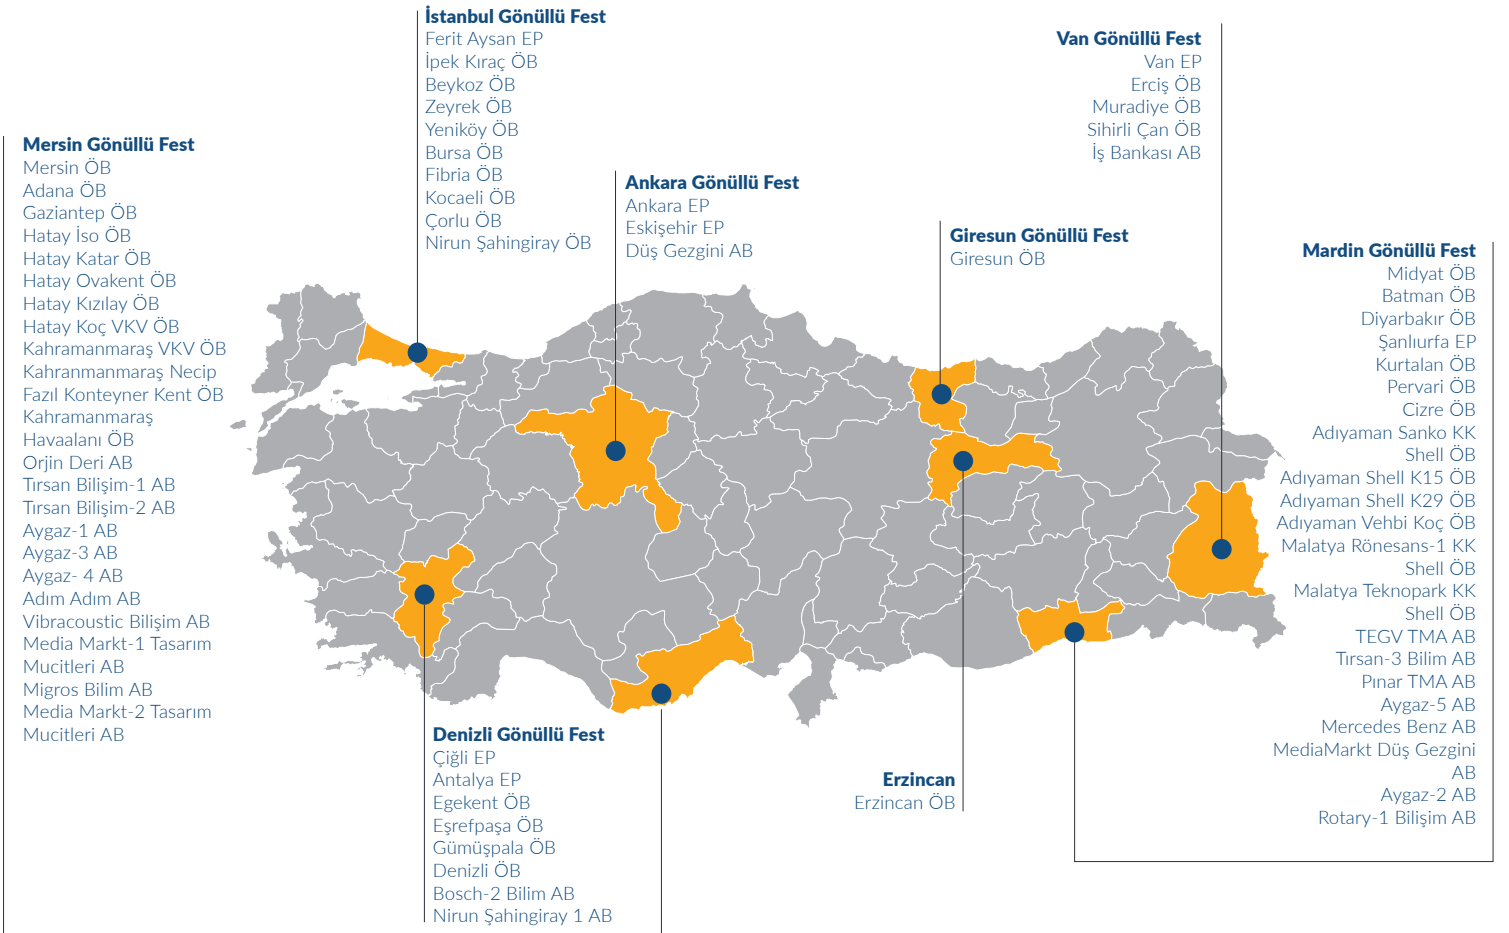 İstanbul Gönüllü Fest
Ferit Aysan EP
İpek Kıraç ÖB
Beykoz ÖB
Zeyrek ÖB
Yeniköy ÖB
Bursa ÖB
Fibria ÖB
Kocaeli ÖB
Çorlu ÖB
Nirun Şahingiray ÖB
Van Gönüllü Fest
Van EP
Erciş ÖB
Muradiye ÖB
Sihirli Çan ÖB
İş Bankası AB
Mersin Gönüllü Fest
Mersin ÖB
Adana ÖB
Gaziantep ÖB
Hatay İso ÖB
Hatay Katar ÖB
Hatay Ovakent ÖB
Hatay Kızılay ÖB
Hatay Koç VKV ÖB
Kahramanmaraş VKV ÖB
Kahranmanmaraş Necip
Fazıl Konteyner Kent ÖB
Kahramanmaraş
Havaalanı ÖB
Orjin Deri AB
Tırsan Bilişim-1 AB
Tırsan Bilişim-2 AB
Aygaz-1 AB
Aygaz-3 AB
Aygaz- 4 AB
Adım Adım AB
Vibracoustic Bilişim AB
Media Markt-1 Tasarım
Mucitleri AB
Migros Bilim AB
Media Markt-2 Tasarım
Mucitleri AB
Ankara Gönüllü Fest
Ankara EP
Eskişehir EP
Düş Gezgini AB
Giresun Gönüllü Fest
Giresun ÖB
Mardin Gönüllü Fest
Midyat ÖB
Batman ÖB
Diyarbakır ÖB
Şanlıurfa EP
Kurtalan ÖB
Pervari ÖB
Cizre ÖB
Adıyaman Sanko KK
Shell ÖB
Adıyaman Shell K15 ÖB
Adıyaman Shell K29 ÖB
Adıyaman Vehbi Koç ÖB
Malatya Rönesans-1 KK
Shell ÖB
Malatya Teknopark KK
Shell ÖB
TEGV TMA AB
Tırsan-3 Bilim AB
Pınar TMA AB
Aygaz-5 AB
Mercedes Benz AB
MediaMarkt Düş Gezgini
AB
Aygaz-2 AB
Rotary-1 Bilişim AB
Denizli Gönüllü Fest
Çiğli EP
Antalya EP
Egekent ÖB
Eşrefpaşa ÖB
Gümüşpala ÖB
Denizli ÖB
Bosch-2 Bilim AB
Nirun Şahingiray 1 AB
Erzincan
Erzincan ÖB